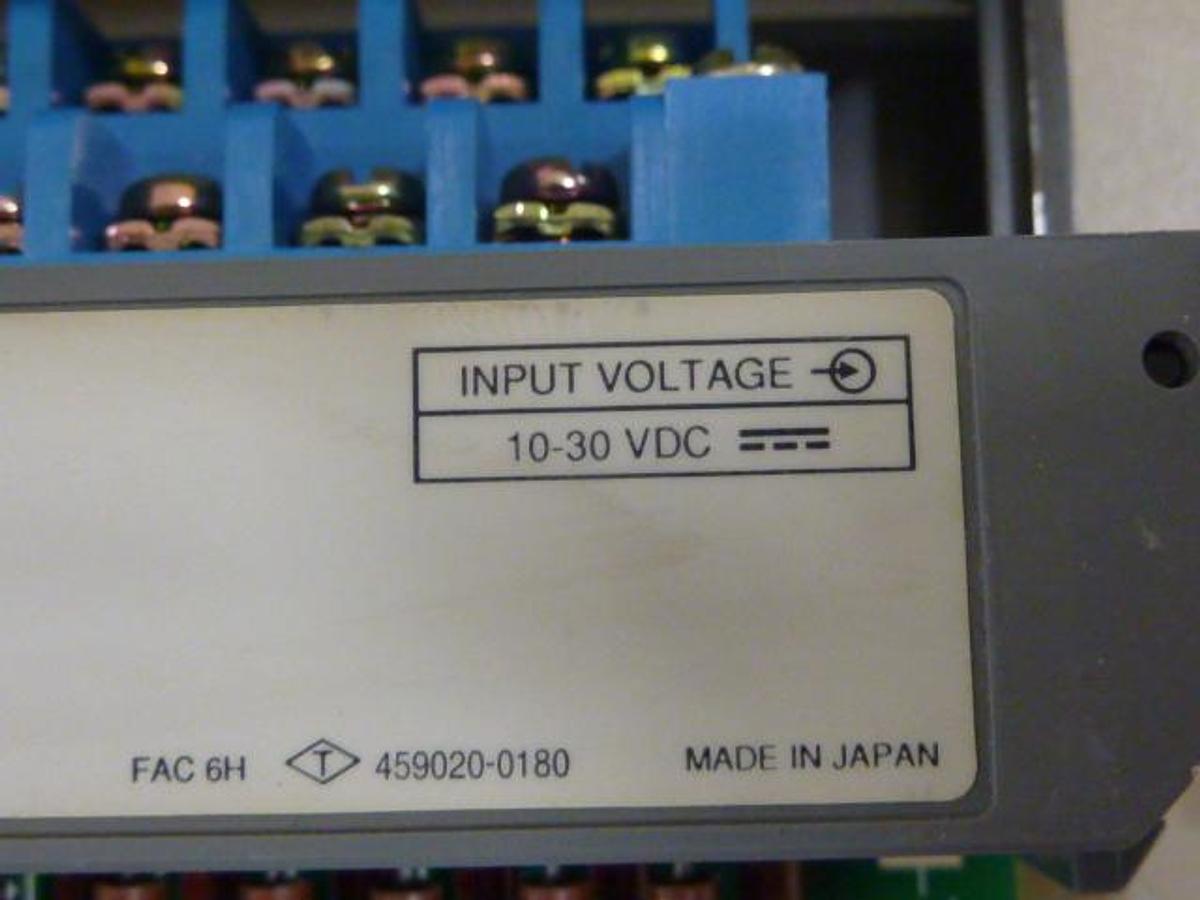 INPUT VOLTAGE
10-30 VDC
FAC 6H T 459020-0180 MADE IN JAPAN